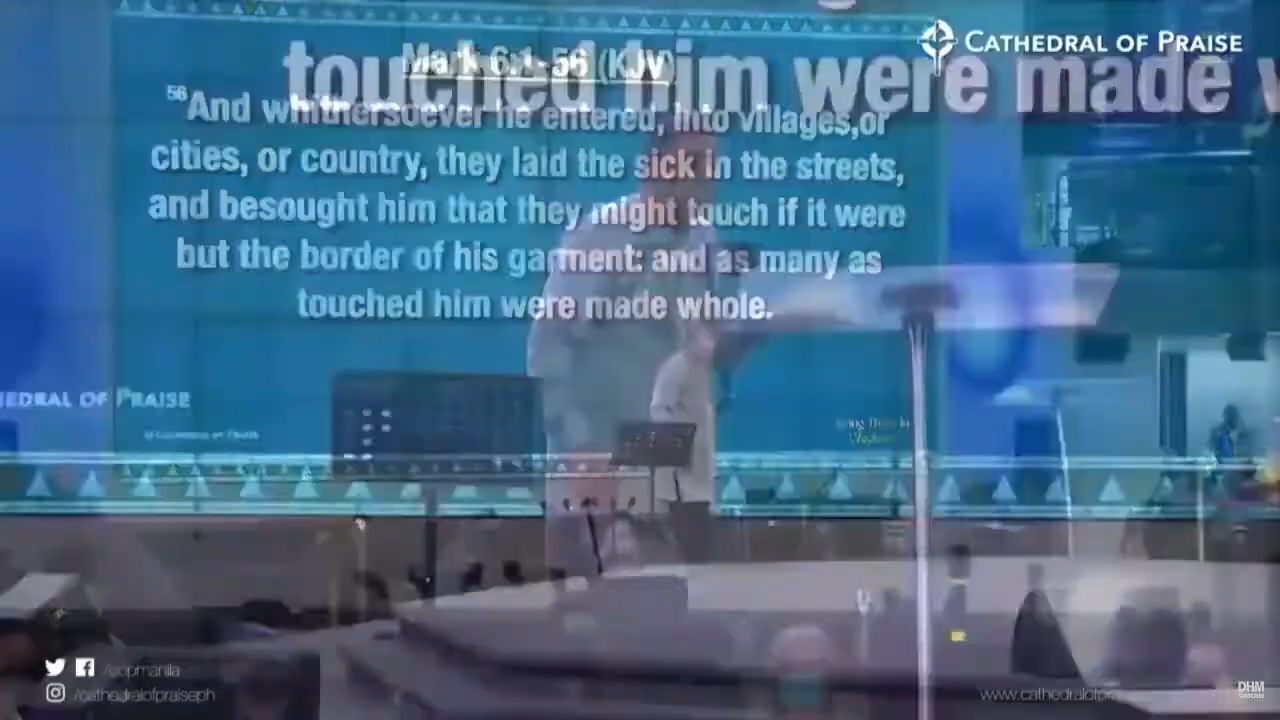 CATHEDRAL OF PRAISE
touched him were made
Mark 6:1-56 (KJV)
56And whithersoever he entered, into villages,or
cities, or country, they laid the sick in the streets,
and besought him that they might touch if it were
but the border of his garment: and as many as
touched him were made whole.
EDRAL OF PRAISE
/copmanila
/cathedralofpraiseph
www.cathedralofpra
DHM